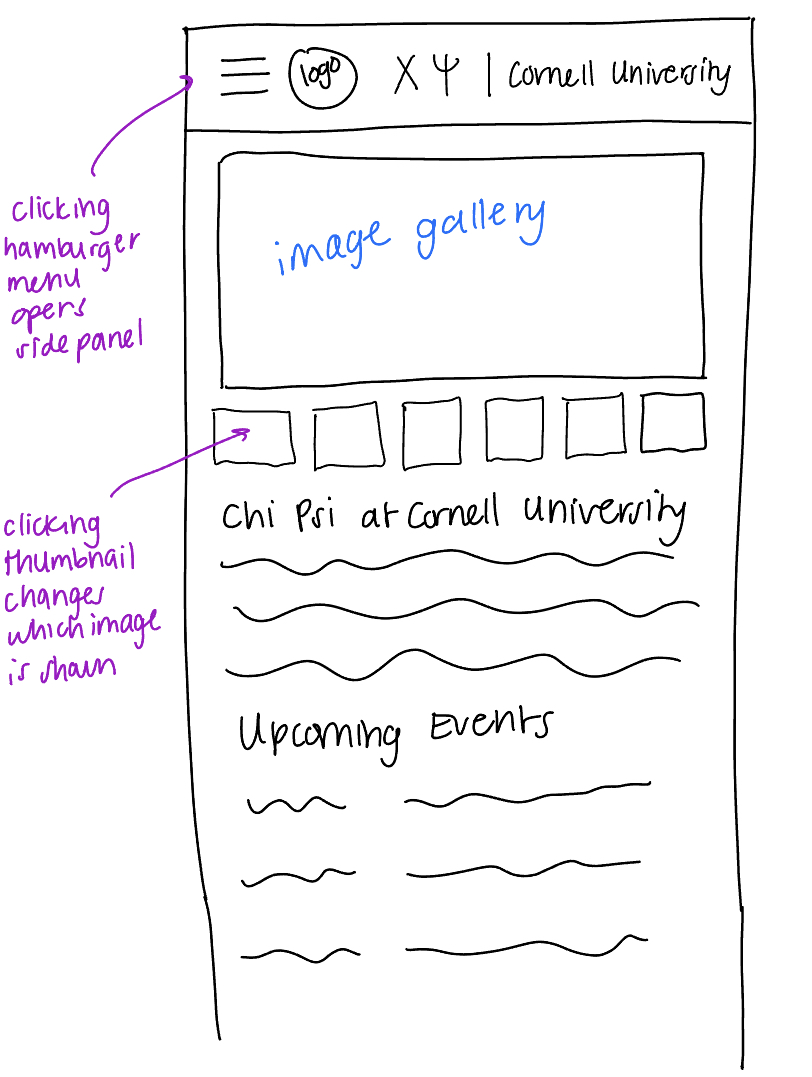 logo
Χ Ψ | Cornell University
clicking
hamburger
menu
opens
side panel
image gallery
clicking
thumbnail
changes
which image
is shown
Chi Psi at Cornell University
Upcoming Events